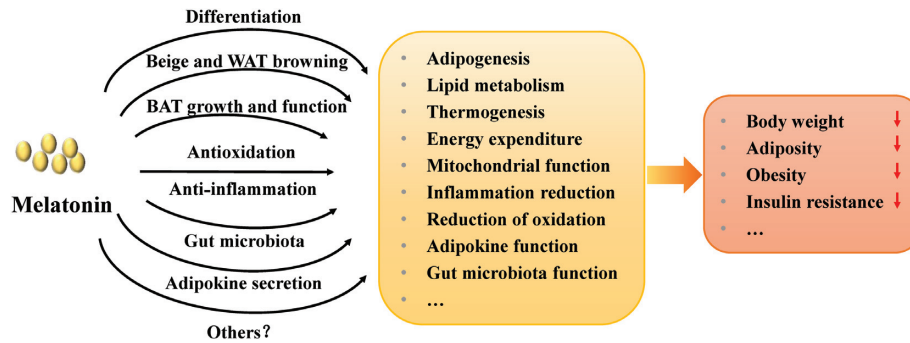 Differentiation
Beige and WAT browning
BAT growth and function
Antioxidation
Anti-inflammation
Gut microbiota
Adipokine secretion
Others?
Melatonin
• Adipogenesis
• Lipid metabolism
• Thermogenesis
• Energy expenditure
• Mitochondrial function
• Inflammation reduction
• Reduction of oxidation
• Adipokine function
• Gut microbiota function
• …
• Body weight ↓
• Adiposity ↓
• Obesity ↓
• Insulin resistance ↓
• …